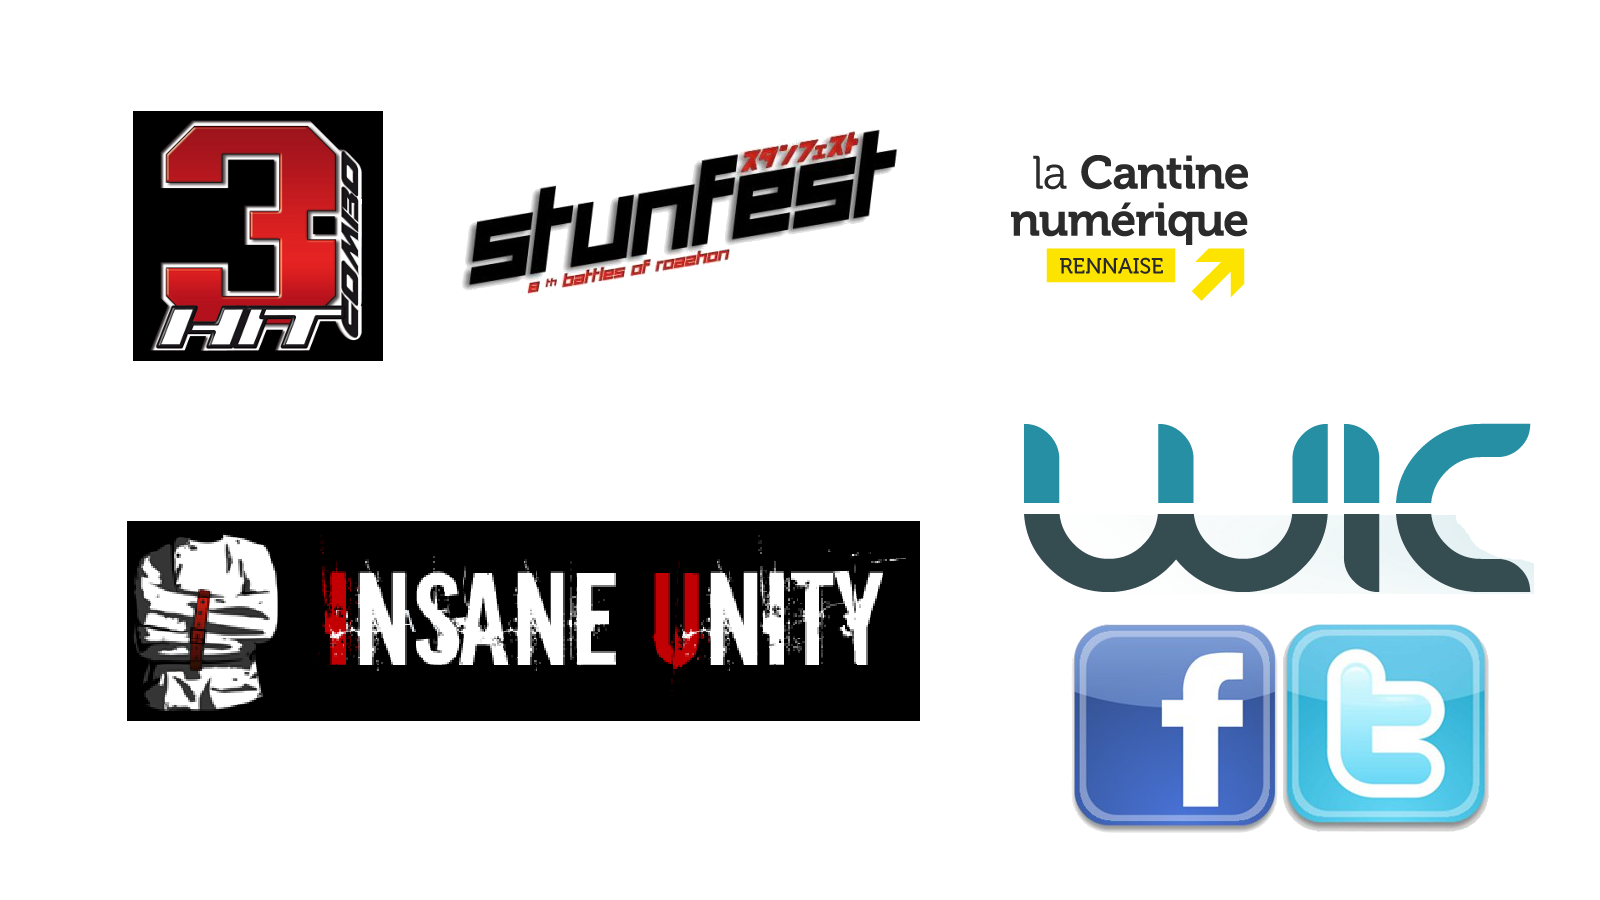 3
HIT
COMBO
スタンフェスト
stunfest
8 th battles of roazhon
la Cantine
numérique
RENNAISE
WIC
INSANE UNITY
f
t